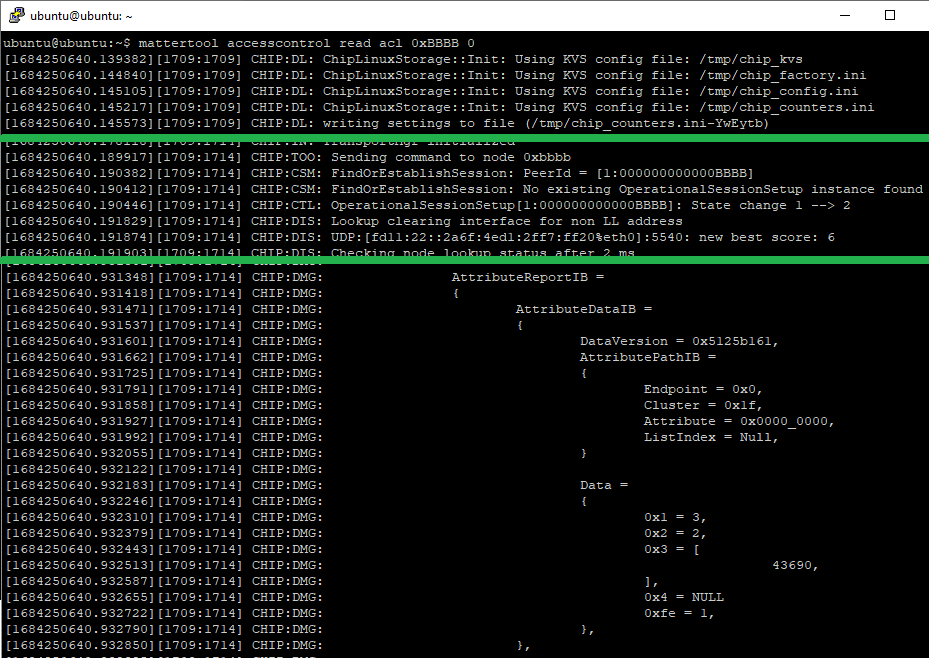 ubuntu@ubuntu: ~
ubuntu@ubuntu:~$ mattertool accesscontrol read acl 0xBBBB 0
[1684250640.139382][1709:1709] CHIP:DL: ChipLinuxStorage::Init: Using KVS config file: /tmp/chip_kvs
[1684250640.144840][1709:1709] CHIP:DL: ChipLinuxStorage::Init: Using KVS config file: /tmp/chip_factory.ini
[1684250640.145105][1709:1709] CHIP:DL: ChipLinuxStorage::Init: Using KVS config file: /tmp/chip_config.ini
[1684250640.145217][1709:1709] CHIP:DL: ChipLinuxStorage::Init: Using KVS config file: /tmp/chip_counters.ini
[1684250640.145573][1709:1709] CHIP:DL: writing settings to file (/tmp/chip_counters.ini-YwEytb)
[1709:1714] CHIP:IN: TransportMgr initialized
[1684250640.189917][1709:1714] CHIP:TOO: Sending command to node 0xbbbb
[1684250640.190382][1709:1714] CHIP:CSM: FindOrEstablishSession: PeerId = [1:000000000000BBBB]
[1684250640.190412][1709:1714] CHIP:CSM: FindOrEstablishSession: No existing OperationalSessionSetup instance found
[1684250640.190446][1709:1714] CHIP:CTL: OperationalSessionSetup[1:000000000000BBBB]: State change 1 --> 2
[1684250640.191829][1709:1714] CHIP:DIS: Lookup clearing interface for non LL address
[1684250640.191874][1709:1714] CHIP:DIS: UDP:[fd11:22::2a6f:4ed1:2ff7:ff20%eth0]:5540: new best score: 6
[1684250640.191903][1709:1714] CHIP:DIS: Checking node lookup status after 2 ms
[1684250640.931348][1709:1714] CHIP:DMG: AttributeReportIB =
[1684250640.931418][1709:1714] CHIP:DMG: {
[1684250640.931471][1709:1714] CHIP:DMG: AttributeDataIB =
[1684250640.931537][1709:1714] CHIP:DMG: {
[1684250640.931601][1709:1714] CHIP:DMG: DataVersion = 0x5125b161,
[1684250640.931662][1709:1714] CHIP:DMG: AttributePathIB =
[1684250640.931725][1709:1714] CHIP:DMG: {
[1684250640.931791][1709:1714] CHIP:DMG: Endpoint = 0x0,
[1684250640.931858][1709:1714] CHIP:DMG: Cluster = 0x1f,
[1684250640.931927][1709:1714] CHIP:DMG: Attribute = 0x0000_0000,
[1684250640.931992][1709:1714] CHIP:DMG: ListIndex = Null,
[1684250640.932055][1709:1714] CHIP:DMG: }
[1684250640.932122][1709:1714] CHIP:DMG:
[1684250640.932183][1709:1714] CHIP:DMG: Data =
[1684250640.932246][1709:1714] CHIP:DMG: {
[1684250640.932310][1709:1714] CHIP:DMG: 0x1 = 3,
[1684250640.932379][1709:1714] CHIP:DMG: 0x2 = 2,
[1684250640.932443][1709:1714] CHIP:DMG: 0x3 = [
[1684250640.932513][1709:1714] CHIP:DMG: 43690,
[1684250640.932587][1709:1714] CHIP:DMG: ],
[1684250640.932655][1709:1714] CHIP:DMG: 0x4 = NULL
[1684250640.932722][1709:1714] CHIP:DMG: 0xfe = 1,
[1684250640.932790][1709:1714] CHIP:DMG: },
[1684250640.932850][1709:1714] CHIP:DMG: },